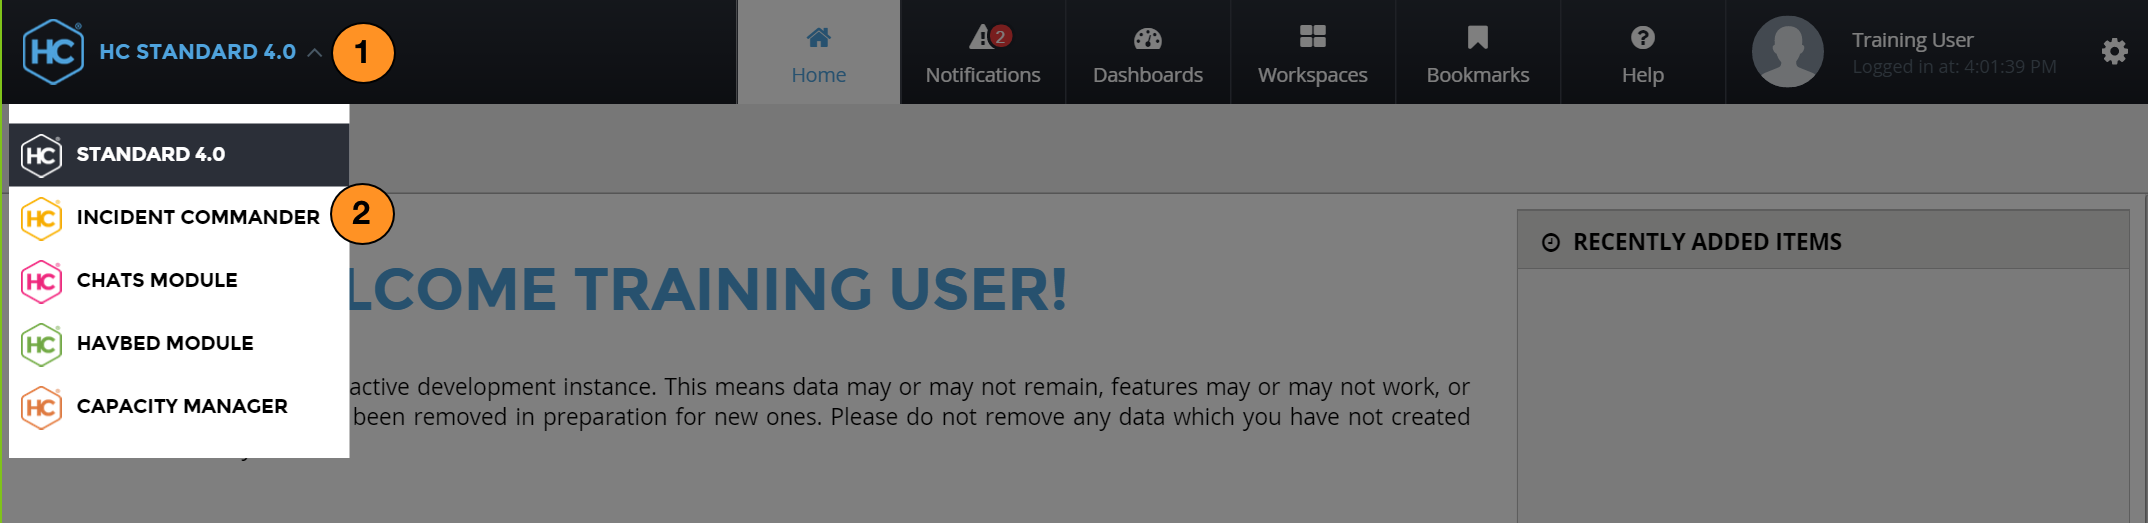 HC® HC STANDARD 4.0 1
Home
2
Notifications
Dashboards
Workspaces
Bookmarks
? Help
Training User
Logged in at: 4:01:39 PM
HC STANDARD 4.0
HC INCIDENT COMMANDER 2
HC CHATS MODULE
HC HAVBED MODULE
HC CAPACITY MANAGER
LCOME TRAINING USER!
active development instance. This means data may or may not remain, features may or may not work, or
been removed in preparation for new ones. Please do not remove any data which you have not created
RECENTLY ADDED ITEMS